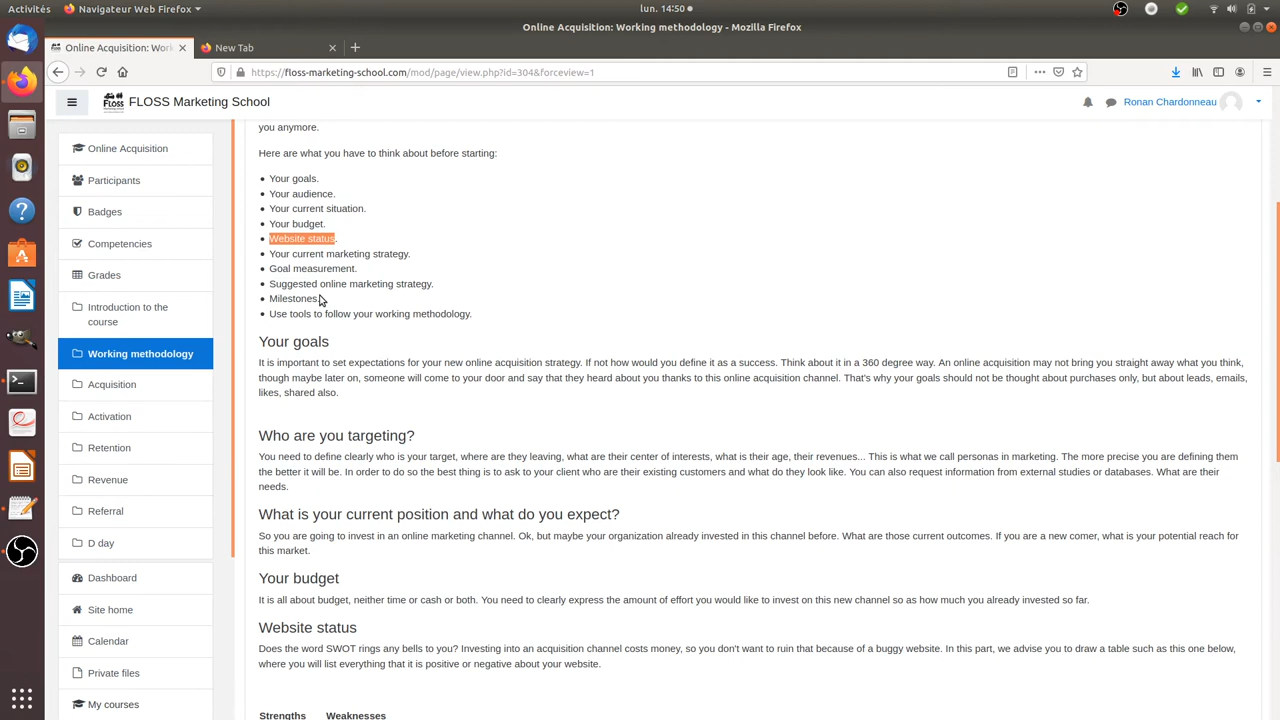 Activités
Navigateur Web Firefox
lun. 14:50
Online Acquisition: Working methodology - Mozilla Firefox
Online Acquisition: Work
New Tab
https://floss-marketing-school.com/mod/page/view.php?id=304&forceview=1
Floss
FLOSS Marketing School
Ronan Chardonneau
Online Acquisition
Participants
Badges
Competencies
Grades
Introduction to the
course
Working methodology
Acquisition
Activation
Retention
Revenue
Referral
D day
Dashboard
Site home
Calendar
Private files
My courses
you anymore.
Here are what you have to think about before starting:
Your goals.
Your audience.
Your current situation.
Your budget.
Website status.
Your current marketing strategy.
Goal measurement.
Suggested online marketing strategy.
Milestones.
Use tools to follow your working methodology.
Your goals
It is important to set expectations for your new online acquisition strategy. If not how would you define it as a success. Think about it in a 360 degree way. An online acquisition may not bring you straight away what you think,
though maybe later on, someone will come to your door and say that they heard about you thanks to this online acquisition channel. That's why your goals should not be thought about purchases only, but about leads, emails,
likes, shared also.
Who are you targeting?
You need to define clearly who is your target, where are they leaving, what are their center of interests, what is their age, their revenues... This is what we call personas in marketing. The more precise you are defining them
the better it will be. In order to do so the best thing is to ask to your client who are their existing customers and what do they look like. You can also request information from external studies or databases. What are their
needs.
What is your current position and what do you expect?
So you are going to invest in an online marketing channel. Ok, but maybe your organization already invested in this channel before. What are those current outcomes. If you are a new comer, what is your potential reach for
this market.
Your budget
It is all about budget, neither time or cash or both. You need to clearly express the amount of effort you would like to invest on this new channel so as how much you already invested so far.
Website status
Does the word SWOT rings any bells to you? Investing into an acquisition channel costs money, so you don't want to ruin that because of a buggy website. In this part, we advise you to draw a table such as this one below,
where you will list everything that it is positive or negative about your website.
Strengths Weaknesses